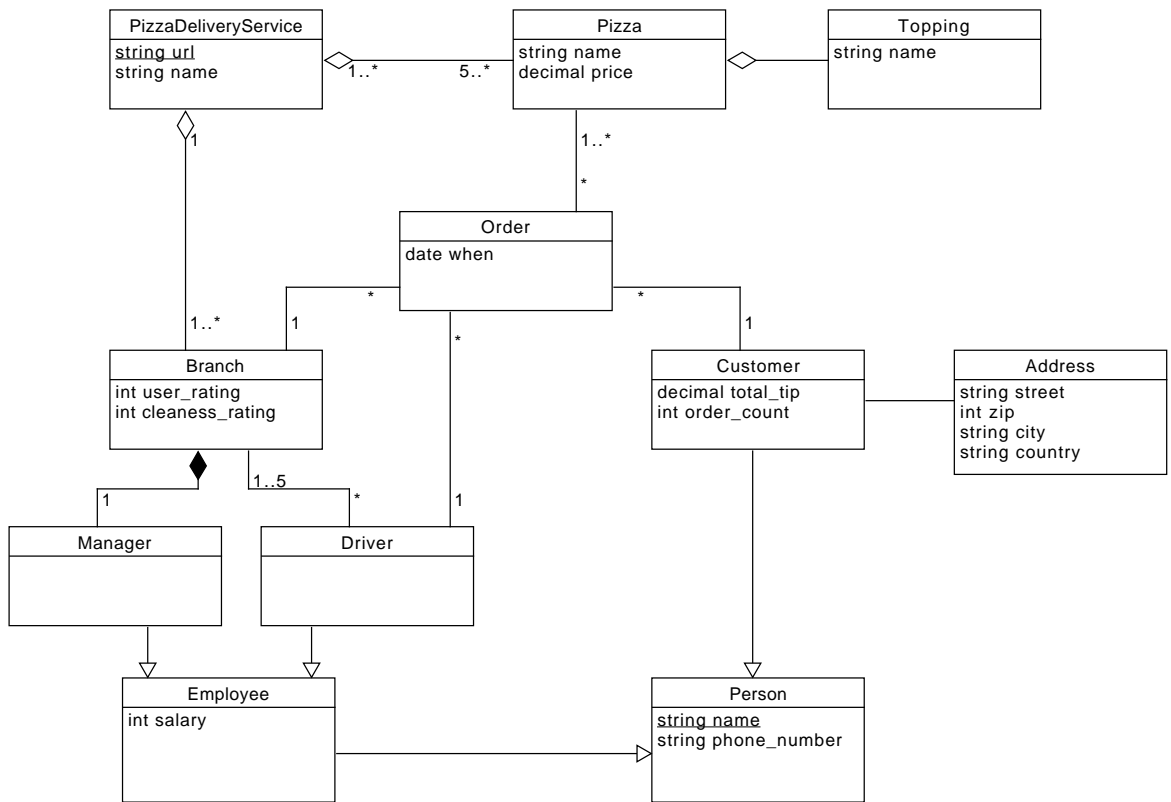 PizzaDeliveryService
string url
string name
Pizza
string name
decimal price
Topping
string name
1..*
5..*
1
1..*
1..*
*
Order
date when
*
1
*
1
*
1
Branch
int user_rating
int cleaness_rating
Customer
decimal total_tip
int order_count
Address
string street
int zip
string city
string country
1
1..5
*
Manager
Driver
Employee
int salary
Person
string name
string phone_number